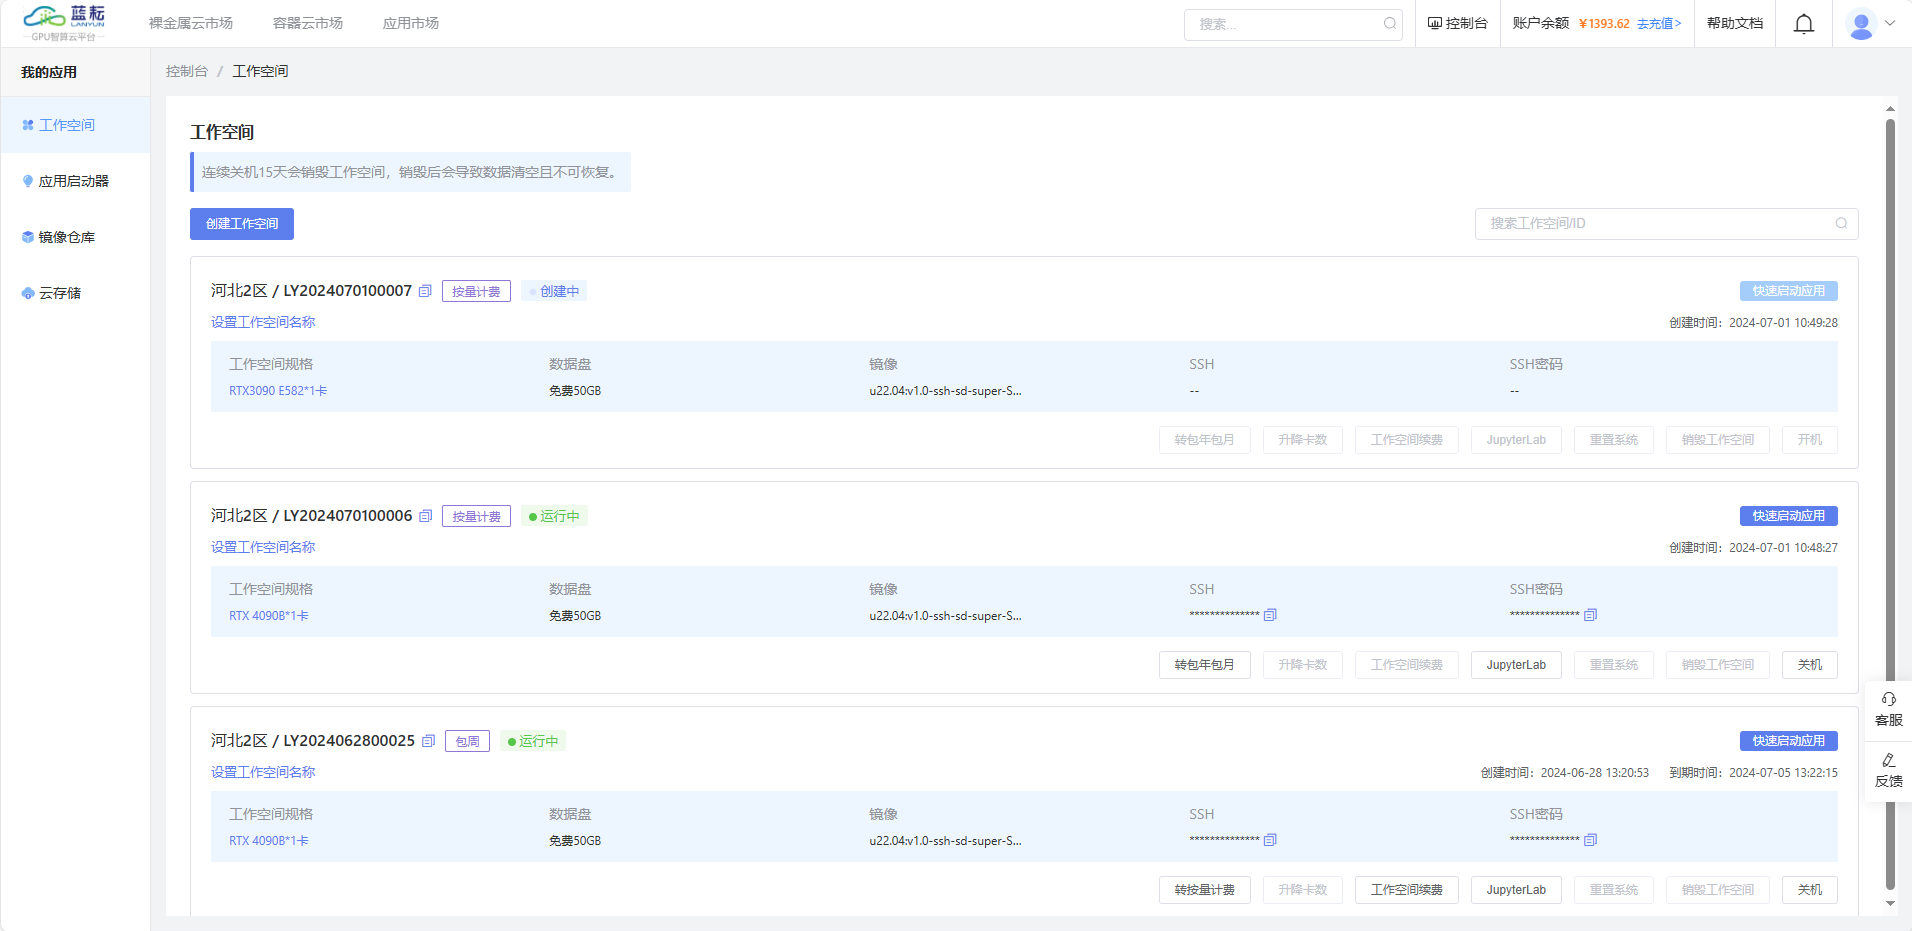 蓝耘
LANYUN
GPU智算云平台
裸金属云市场 容器云市场 应用市场 搜索... 控制台 账户余额 ¥1393.62 去充值> 帮助文档
我的应用
工作空间
应用启动器
镜像仓库
云存储
控制台 / 工作空间
工作空间
连续关机15天会销毁工作空间，销毁后会导致数据清空且不可恢复。
创建工作空间 搜索工作空间/ID
河北2区 / LY2024070100007 按量计费 创建中 快速启动应用
设置工作空间名称 创建时间：2024-07-01 10:49:28
工作空间规格 数据盘 镜像 SSH SSH密码
RTX3090 E582*1卡 免费50GB u22.04:v1.0-ssh-sd-super-S... -- --
转包年包月 升降卡数 工作空间续费 JupyterLab 重置系统 销毁工作空间 开机
河北2区 / LY2024070100006 按量计费 运行中 快速启动应用
设置工作空间名称 创建时间：2024-07-01 10:48:27
工作空间规格 数据盘 镜像 SSH SSH密码
RTX 4090B*1卡 免费50GB u22.04:v1.0-ssh-sd-super-S... ************** **************
转包年包月 升降卡数 工作空间续费 JupyterLab 重置系统 销毁工作空间 关机
河北2区 / LY2024062800025 包周 运行中 快速启动应用
设置工作空间名称 创建时间：2024-06-28 13:20:53 到期时间：2024-07-05 13:22:15
工作空间规格 数据盘 镜像 SSH SSH密码
RTX 4090B*1卡 免费50GB u22.04:v1.0-ssh-sd-super-S... ************** **************
转按量计费 升降卡数 工作空间续费 JupyterLab 重置系统 销毁工作空间 关机
客服
反馈